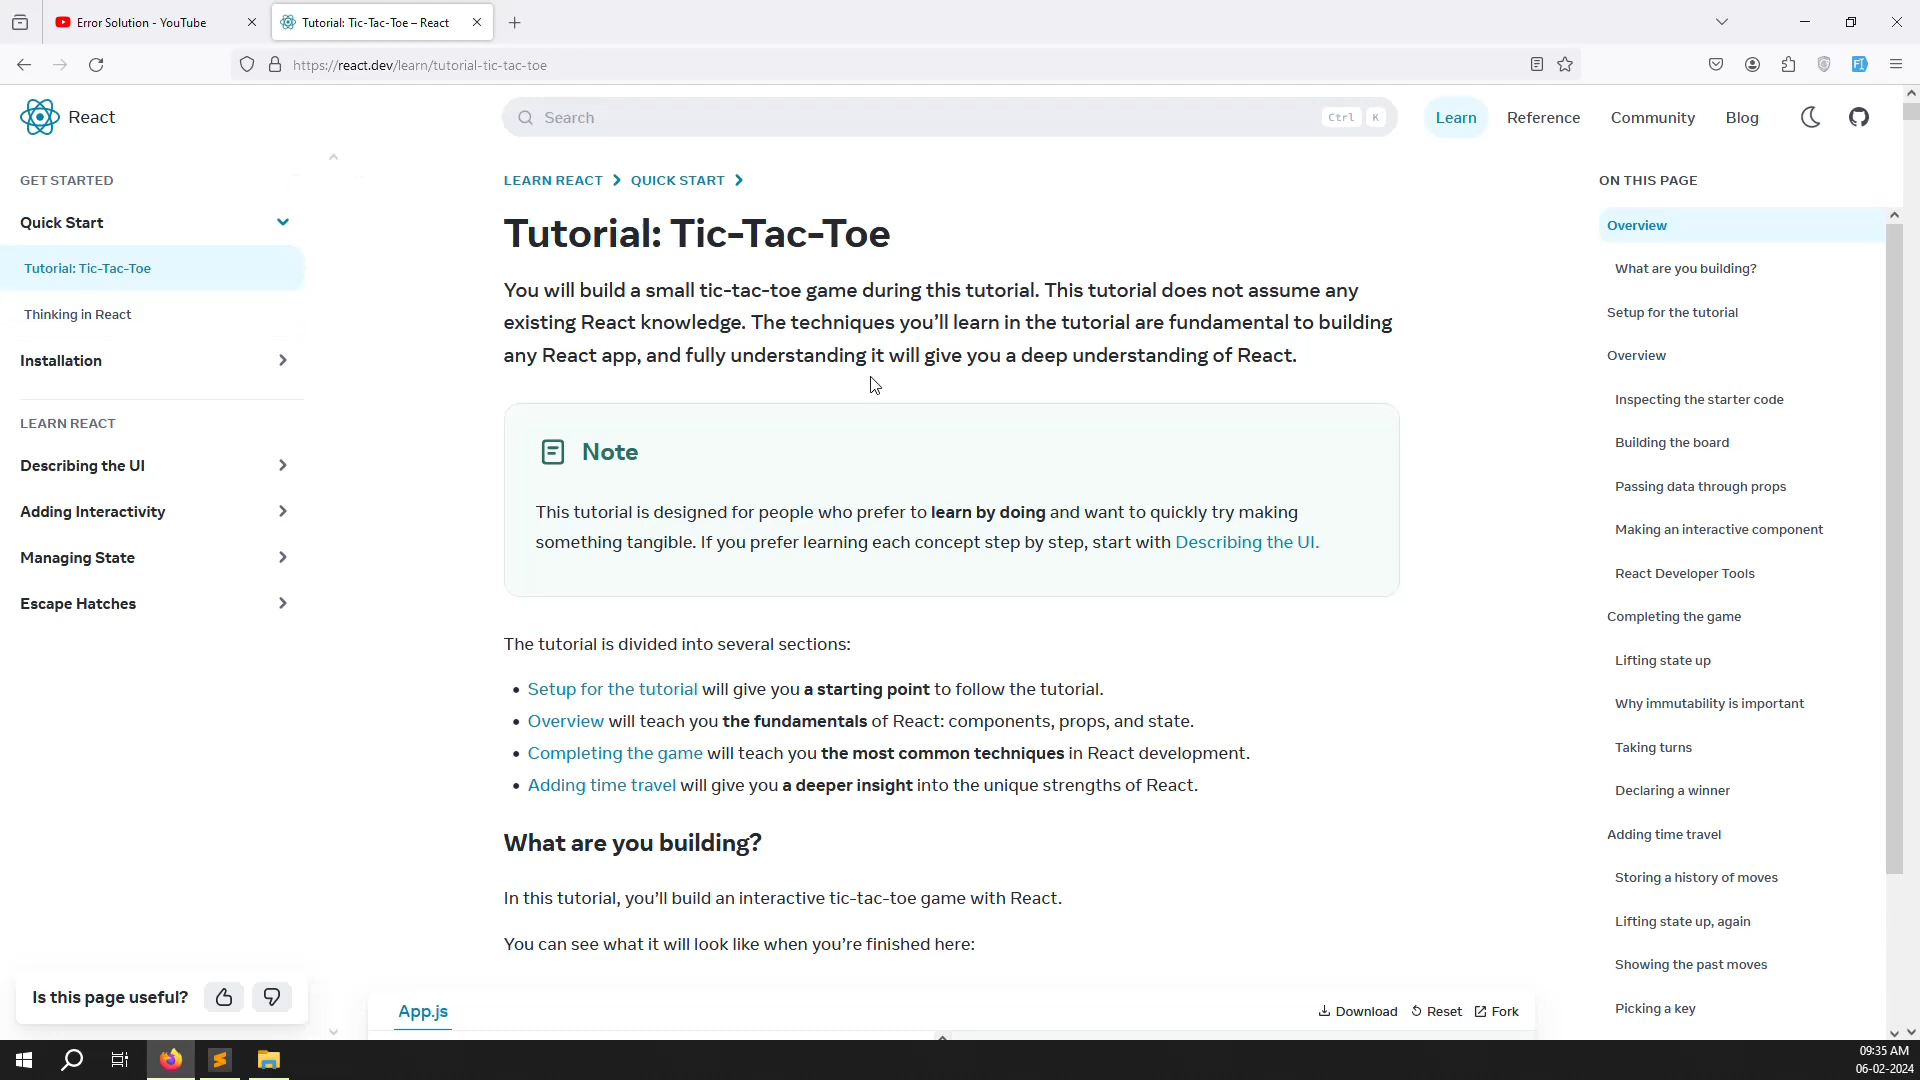 Error Solution - YouTube
Tutorial: Tic-Tac-Toe – React
https://react.dev/learn/tutorial-tic-tac-toe
React
Search
Ctrl K
Learn
Reference
Community
Blog
GET STARTED
Quick Start
Tutorial: Tic-Tac-Toe
Thinking in React
Installation
LEARN REACT
Describing the UI
Adding Interactivity
Managing State
Escape Hatches
Is this page useful?
LEARN REACT
QUICK START
Tutorial: Tic-Tac-Toe
You will build a small tic-tac-toe game during this tutorial. This tutorial does not assume any
existing React knowledge. The techniques you’ll learn in the tutorial are fundamental to building
any React app, and fully understanding it will give you a deep understanding of React.
Note
This tutorial is designed for people who prefer to learn by doing and want to quickly try making
something tangible. If you prefer learning each concept step by step, start with Describing the UI.
The tutorial is divided into several sections:
• Setup for the tutorial will give you a starting point to follow the tutorial.
• Overview will teach you the fundamentals of React: components, props, and state.
• Completing the game will teach you the most common techniques in React development.
• Adding time travel will give you a deeper insight into the unique strengths of React.
What are you building?
In this tutorial, you’ll build an interactive tic-tac-toe game with React.
You can see what it will look like when you’re finished here:
App.js
Download
Reset
Fork
ON THIS PAGE
Overview
What are you building?
Setup for the tutorial
Overview
Inspecting the starter code
Building the board
Passing data through props
Making an interactive component
React Developer Tools
Completing the game
Lifting state up
Why immutability is important
Taking turns
Declaring a winner
Adding time travel
Storing a history of moves
Lifting state up, again
Showing the past moves
Picking a key
09:35 AM
06-02-2024